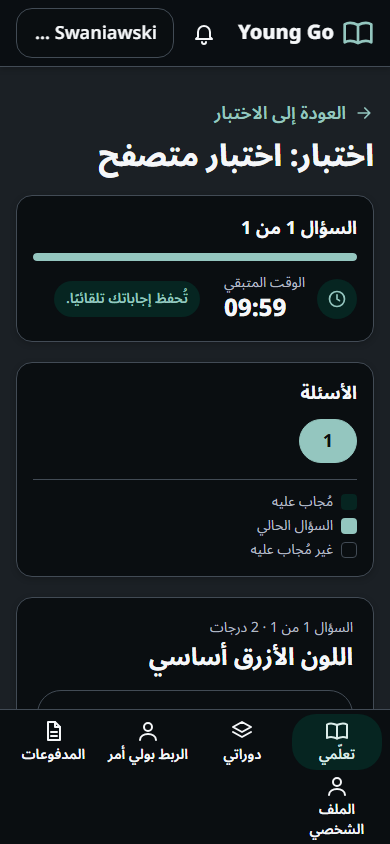 Young Go
Swaniawski ...
العودة إلى الاختبار
اختبار: اختبار متصفح
السؤال 1 من 1
الوقت المتبقي
09:59
تُحفظ إجاباتك تلقائيًا.
الأسئلة
1
مُجاب عليه
السؤال الحالي
غير مُجاب عليه
السؤال 1 من 1 · 2 درجات
اللون الأزرق أساسي
تعلّمي
دوراتي
الربط بولي أمر
المدفوعات
الملف
الشخصي